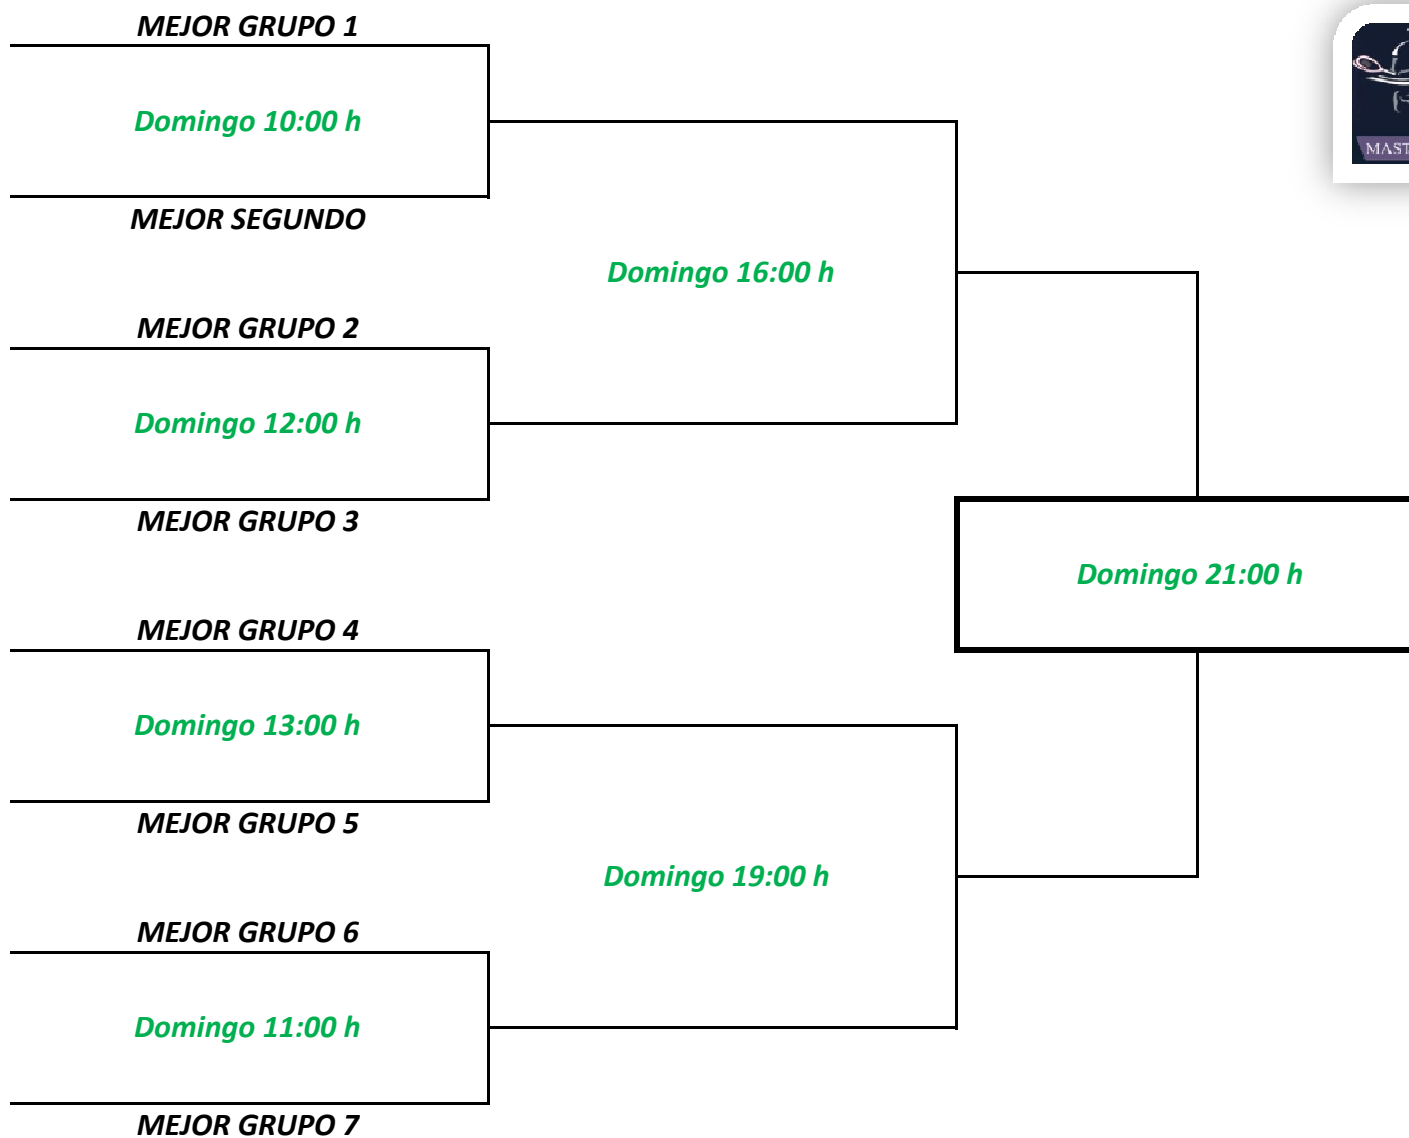 MEJOR GRUPO 1
Domingo 10:00 h
MEJOR SEGUNDO
Domingo 16:00 h
MEJOR GRUPO 2
Domingo 12:00 h
MEJOR GRUPO 3
Domingo 21:00 h
MEJOR GRUPO 4
Domingo 13:00 h
MEJOR GRUPO 5
Domingo 19:00 h
MEJOR GRUPO 6
Domingo 11:00 h
MEJOR GRUPO 7